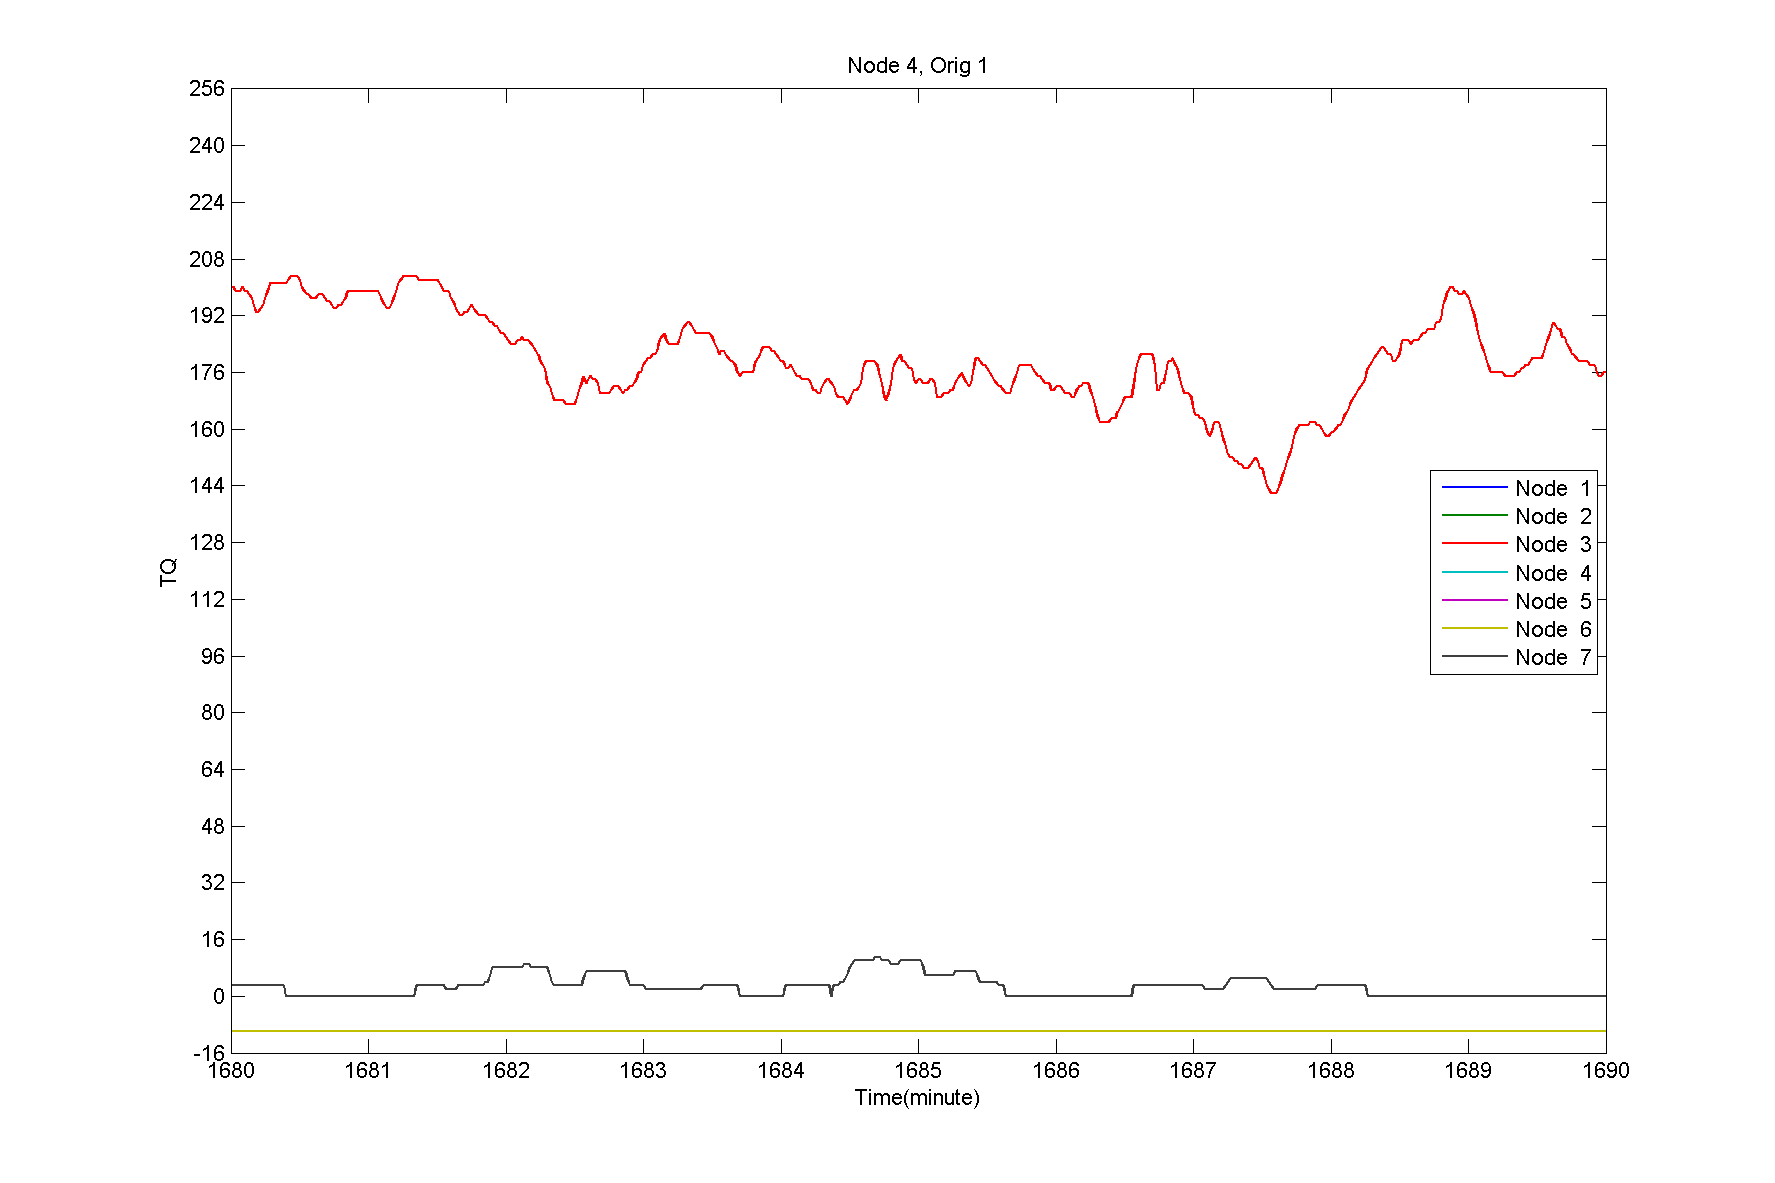 Node 4, Orig 1
256
240
224
208
192
176
160
144
128
112
96
80
64
48
32
16
0
-16
TQ
Node 1
Node 2
Node 3
Node 4
Node 5
Node 6
Node 7
1680 1681 1682 1683 1684 1685 1686 1687 1688 1689 1690
Time(minute)